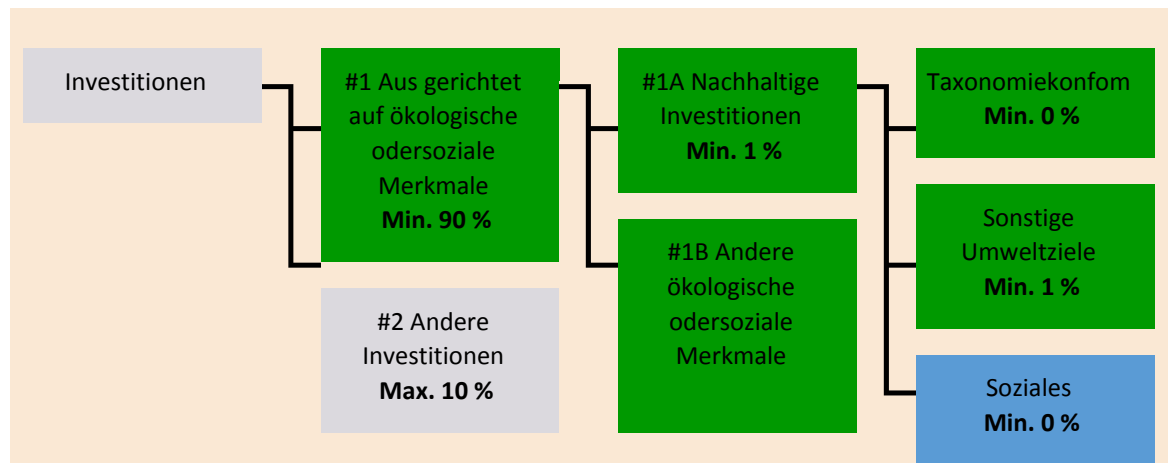 Investitionen
#1 Aus gerichtet
auf ökologische
odersoziale
Merkmale
Min. 90 %
#2 Andere
Investitionen
Max. 10 %
#1A Nachhaltige
Investitionen
Min. 1 %
#1B Andere
ökologische
odersoziale
Merkmale
Taxonomiekonfom
Min. 0 %
Sonstige
Umweltziele
Min. 1 %
Soziales
Min. 0 %